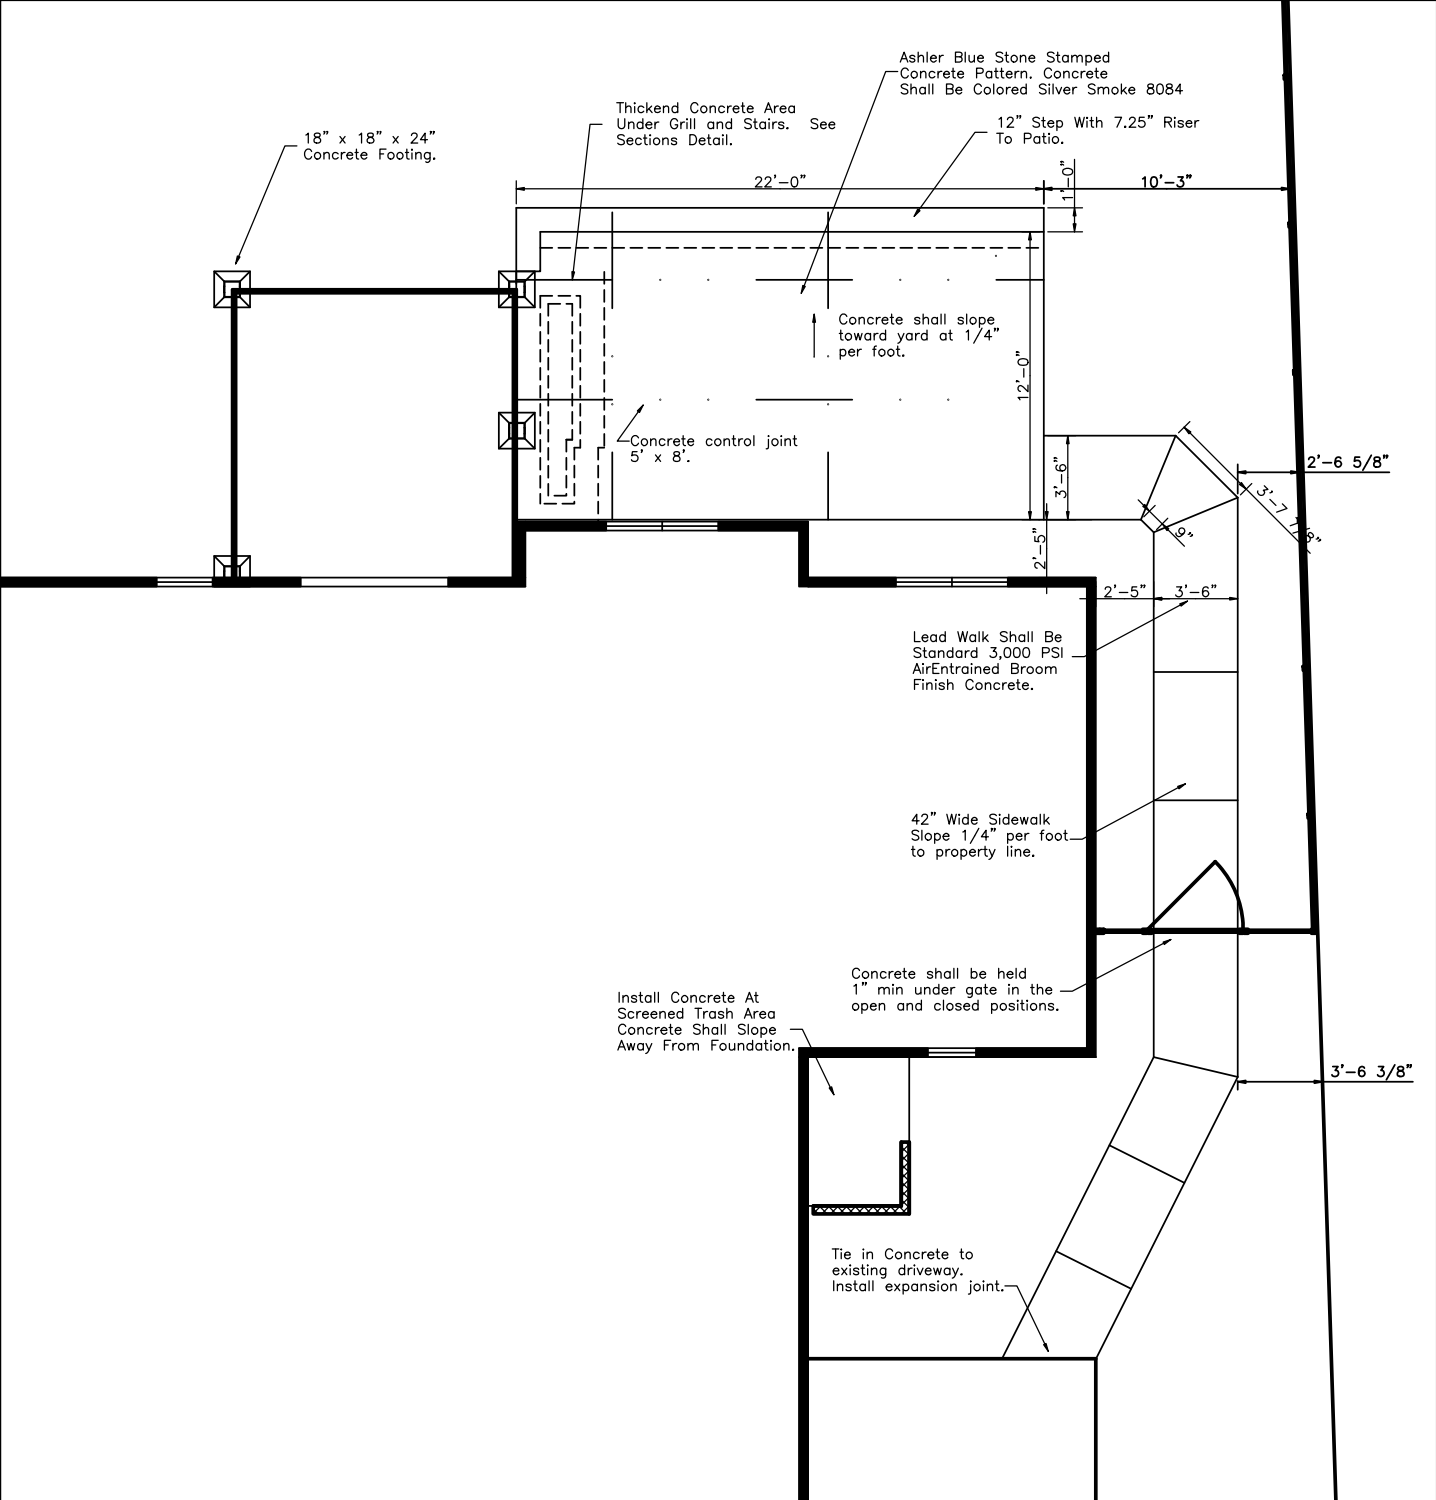 Ashler Blue Stone Stamped
Concrete Pattern. Concrete
Shall Be Colored Silver Smoke 8084
Thickend Concrete Area
Under Grill and Stairs. See
Sections Detail.
12" Step With 7.25" Riser
To Patio.
18" x 18" x 24"
Concrete Footing.
22'-0"
1'-0"
10'-3"
Concrete shall slope
toward yard at 1/4"
per foot.
12'-0"
Concrete control joint
5' x 8'.
3'-6"
2'-6 5/8"
3'-7 7/8"
9"
2'-5"
2'-5"
3'-6"
Lead Walk Shall Be
Standard 3,000 PSI
AirEntrained Broom
Finish Concrete.
42" Wide Sidewalk
Slope 1/4" per foot
to property line.
Concrete shall be held
1" min under gate in the
open and closed positions.
Install Concrete At
Screened Trash Area
Concrete Shall Slope
Away From Foundation.
3'-6 3/8"
Tie in Concrete to
existing driveway.
Install expansion joint.